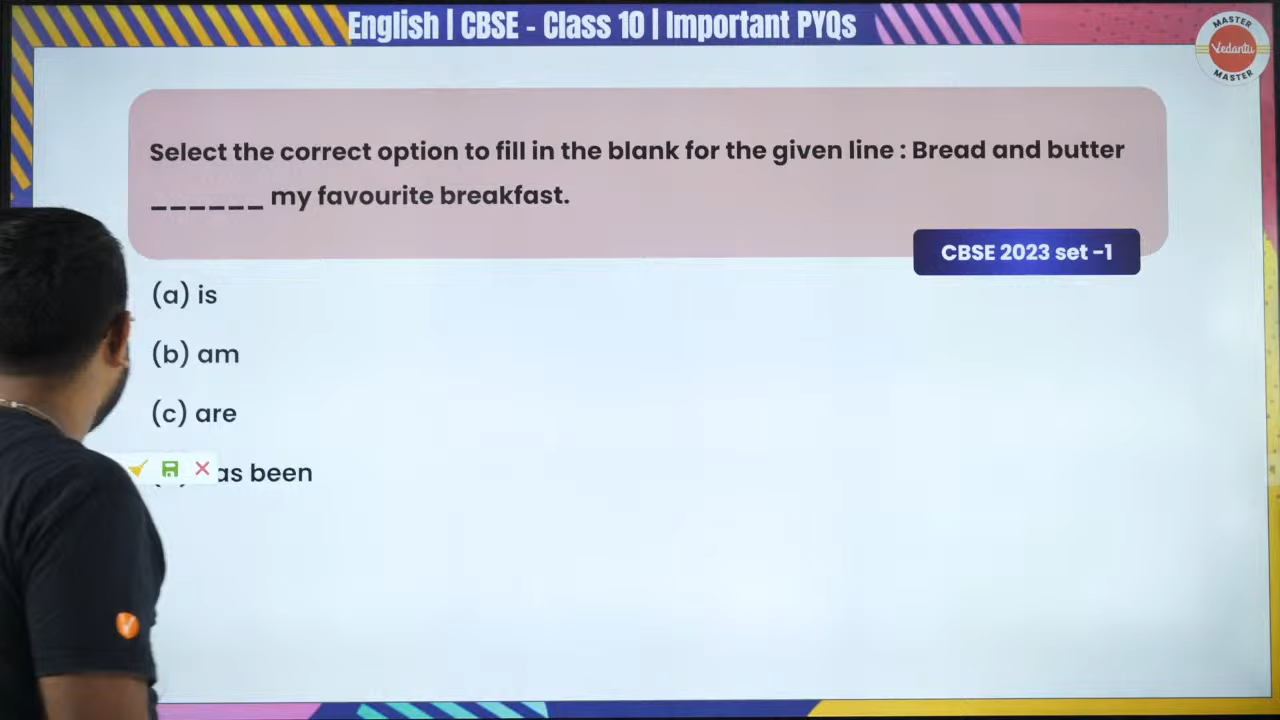 English | CBSE - Class 10 | Important PYQs
MASTER
Vedantu
MASTER
Select the correct option to fill in the blank for the given line : Bread and butter
______ my favourite breakfast.
CBSE 2023 set -1
(a) is
(b) am
(c) are
as been